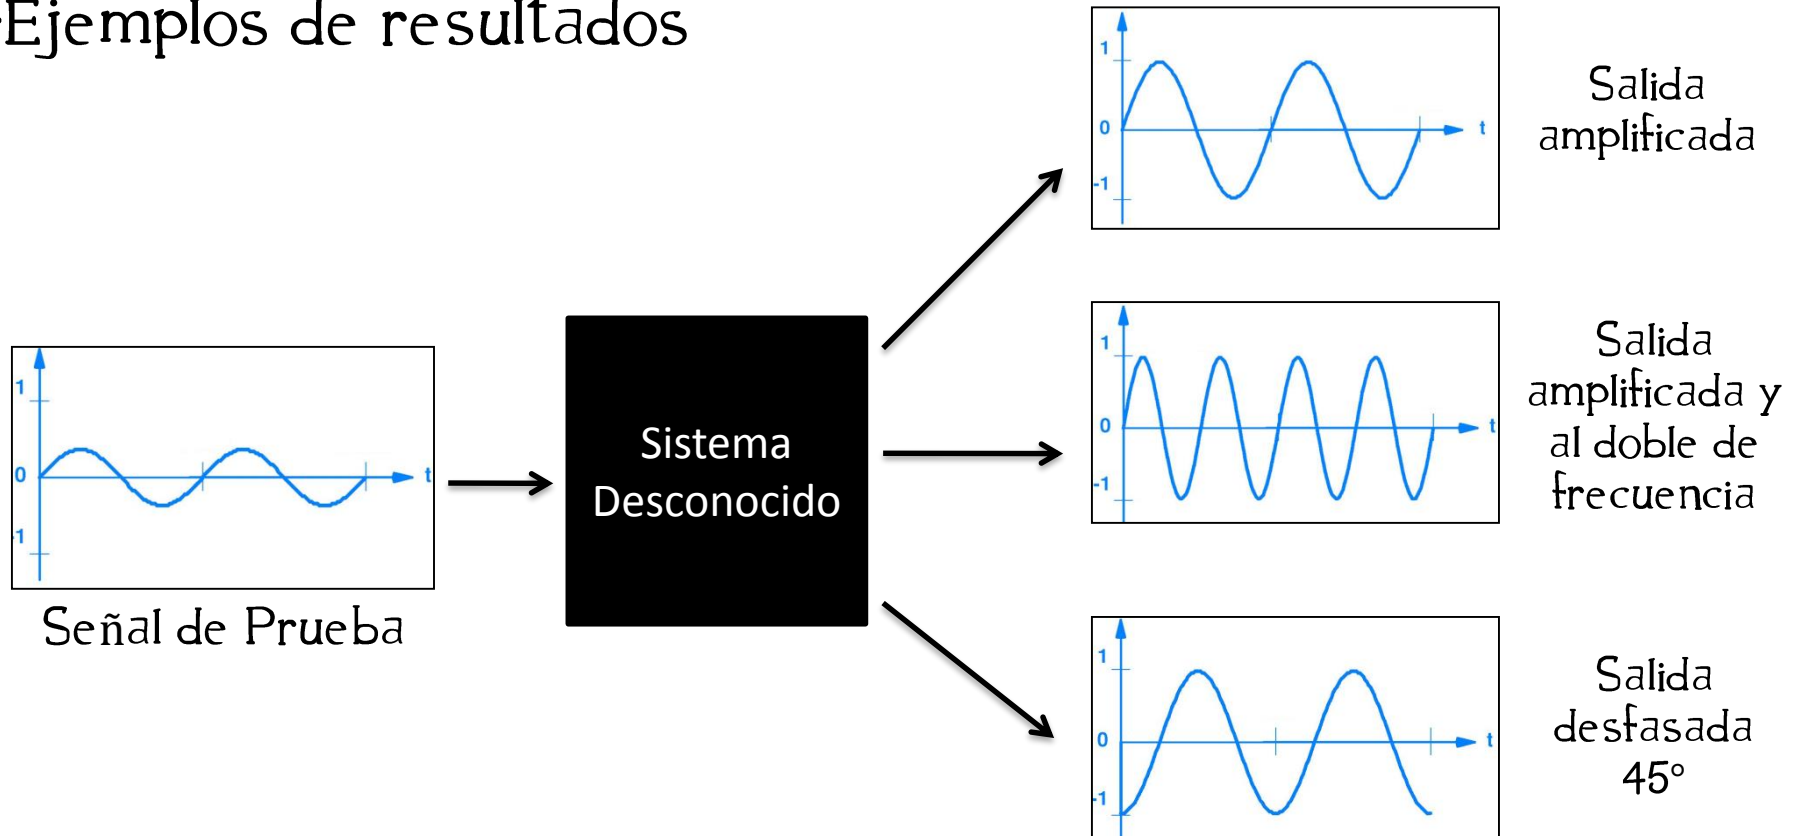 Ejemplos de resultados
1
0
-1
t
Salida
amplificada
1
0
-1
t
Salida
amplificada y
al doble de
frecuencia
1
0
1
t
Señal de Prueba
Sistema
Desconocido
1
0
-1
t
Salida
desfasada
45º